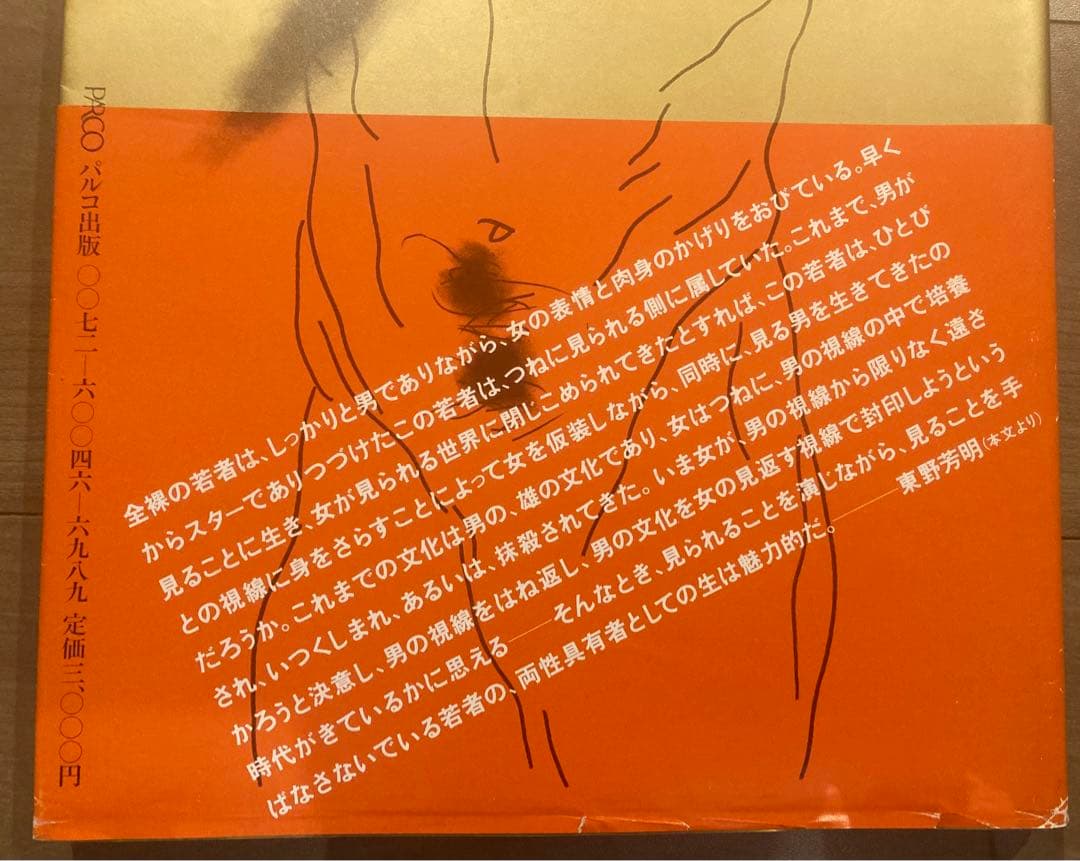 全裸の若者は、しっかりと男でありながら、女の表情と肉身のかげりをおびている。早く
からスターでありつづけたこの若者は、つねに見られる側に属していた。これまで、男が
見ることに生き、女が見られる世界に閉じこめられてきたとすれば、この若者は、ひとび
との視線に身をさらすことによって女を仮装しながら、同時に、見る男を生きてきたの
だろうか。これまでの文化は男の、雄の文化であり、女はつねに、男の視線の中で培養
され、いつくしまれ、あるいは、抹殺されてきた。いま女が、男の視線から限りなく遠さ
かろうと決意し、男の視線をはね返し、男の文化を女の見返す視線で封印しようという
時代がきているかに思える——そんなとき、見られることを演じながら、見ることを手
ばなさないでいる若者の、両性具有者としての生は魅力的だ。——東野芳明(本文より)
PARCO パルコ出版 〇〇七二—六〇〇四六—六九八九 定価三、〇〇〇円